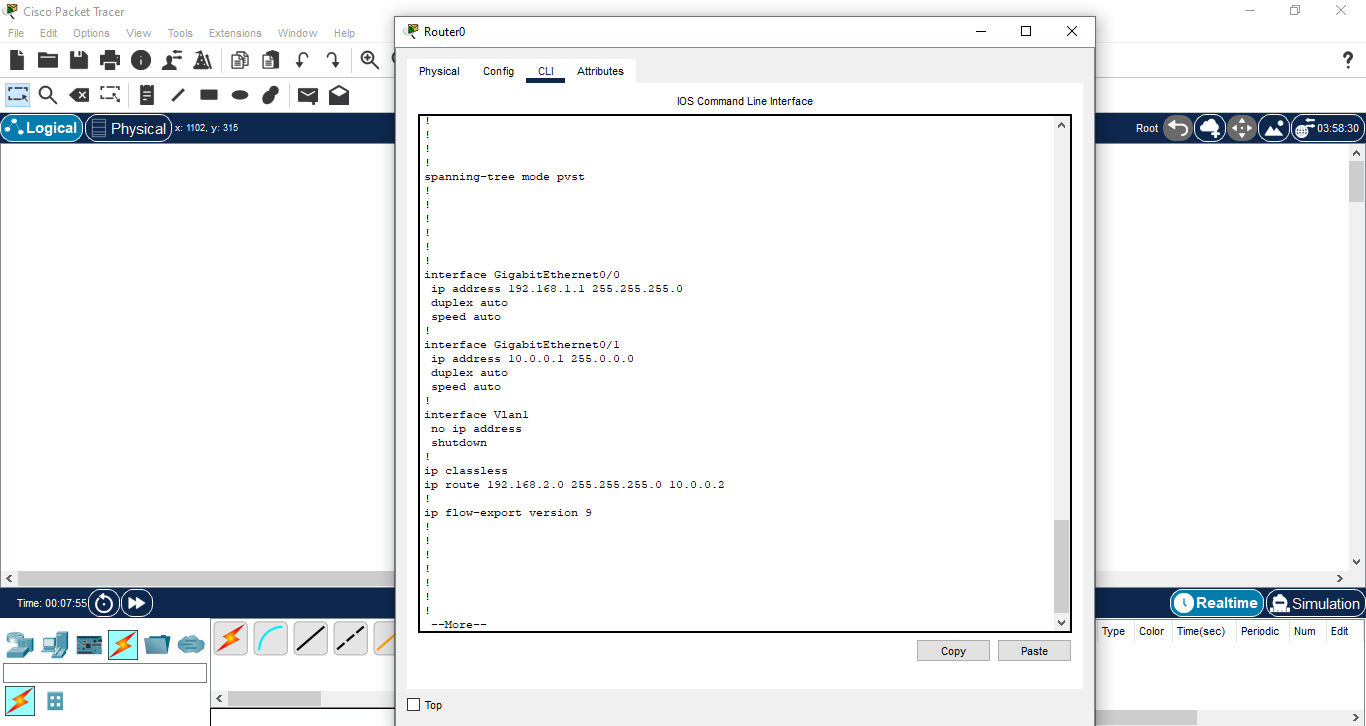 Cisco Packet Tracer
File Edit Options View Tools Extensions Window Help
Logical Physical x: 1102, y: 315
Root 03:58:30
Router0
Physical Config CLI Attributes
IOS Command Line Interface
!
!
!
!
spanning-tree mode pvst
!
!
!
!
!
!
interface GigabitEthernet0/0
ip address 192.168.1.1 255.255.255.0
duplex auto
speed auto
!
interface GigabitEthernet0/1
ip address 10.0.0.1 255.0.0.0
duplex auto
speed auto
!
interface Vlan1
no ip address
shutdown
!
ip classless
ip route 192.168.2.0 255.255.255.0 10.0.0.2
!
ip flow-export version 9
!
!
!
!
!
!
!
--More--
Copy Paste
Top
Time: 00:07:55
Realtime Simulation
Type Color Time(sec) Periodic Num Edit